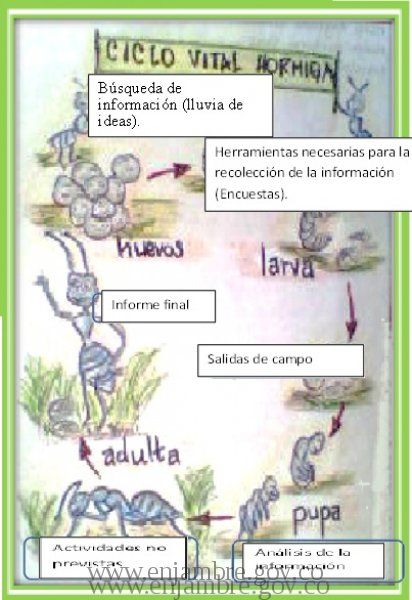 CICLO VITAL HORMIGA
Búsqueda de
información (lluvia de
ideas).
Herramientas necesarias para la
recolección de la información
(Encuestas).
huevos
larva
Informe final
Salidas de campo
adulta
pupa
Actividades no
previstas
Análisis de la
información
www.enjambre.gov.co
www.enjambre.gov.co